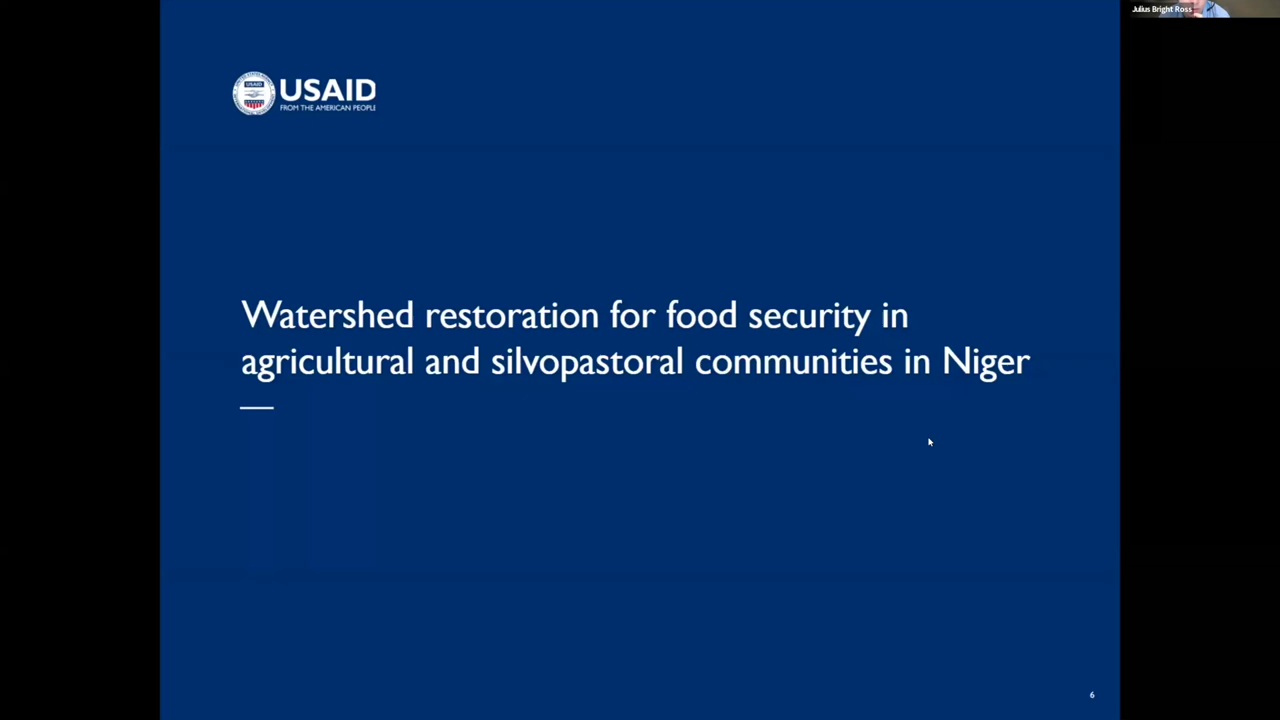 Julius Bright Ross
USAID
FROM THE AMERICAN PEOPLE
Watershed restoration for food security in
agricultural and silvopastoral communities in Niger
6